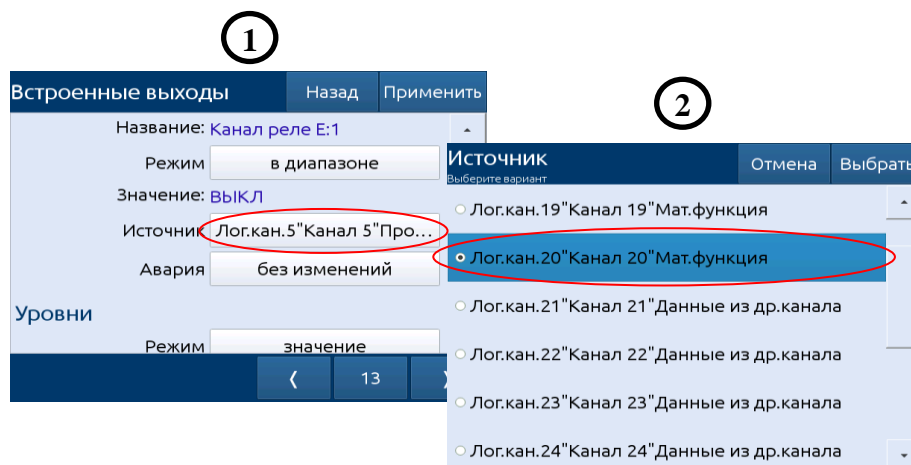 1
Встроенные выходы Назад Применить
Название: Канал реле E:1
Режим в диапазоне
Значение: ВЫКЛ
Источник Лог.кан.5"Канал 5"Про...
Авария без изменений
Уровни
Режим значение
13
2
Источник Отмена Выбрать
Выберите вариант
Лог.кан.19"Канал 19"Мат.функция
Лог.кан.20"Канал 20"Мат.функция
Лог.кан.21"Канал 21"Данные из др.канала
Лог.кан.22"Канал 22"Данные из др.канала
Лог.кан.23"Канал 23"Данные из др.канала
Лог.кан.24"Канал 24"Данные из др.канала